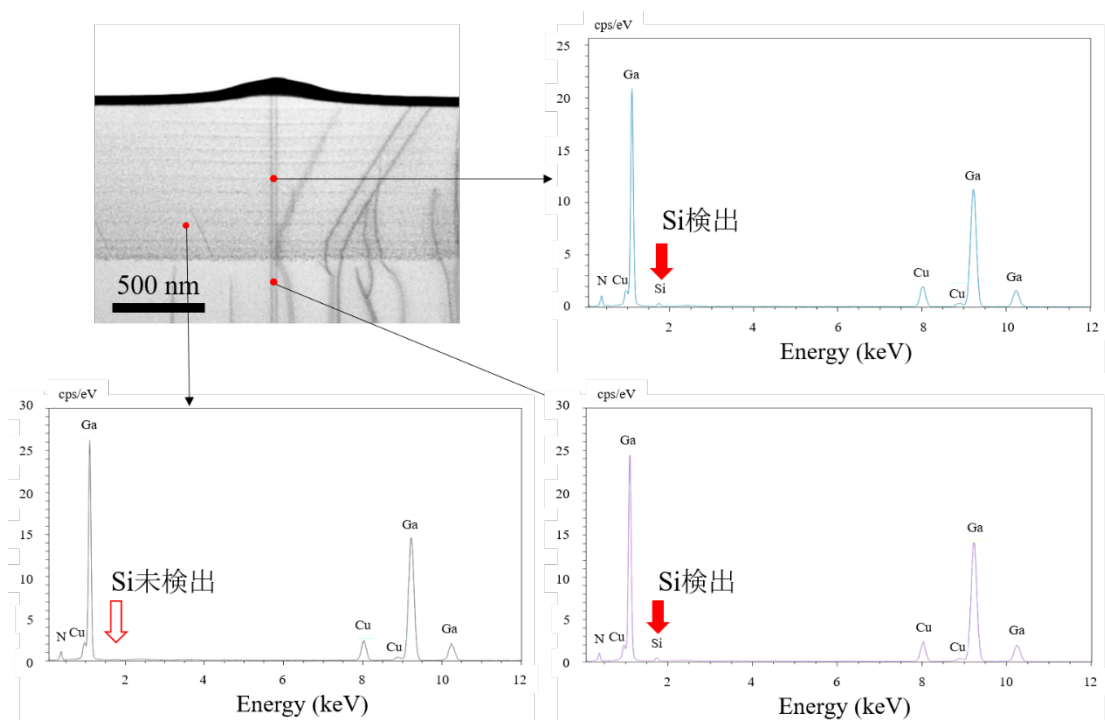 500 nm
cps/eV
25
20
15
10
5
0
Ga
Si検出
N
Cu
Si
Cu
Cu
Ga
Ga
2
4
6
8
10
12
Energy (keV)
cps/eV
30
25
20
15
10
5
0
Ga
Si未検出
N
Cu
Cu
Cu
Ga
Ga
2
4
6
8
10
12
Energy (keV)
cps/eV
30
25
20
15
10
5
0
Ga
Si検出
N
Cu
Si
Cu
Cu
Ga
Ga
2
4
6
8
10
12
Energy (keV)